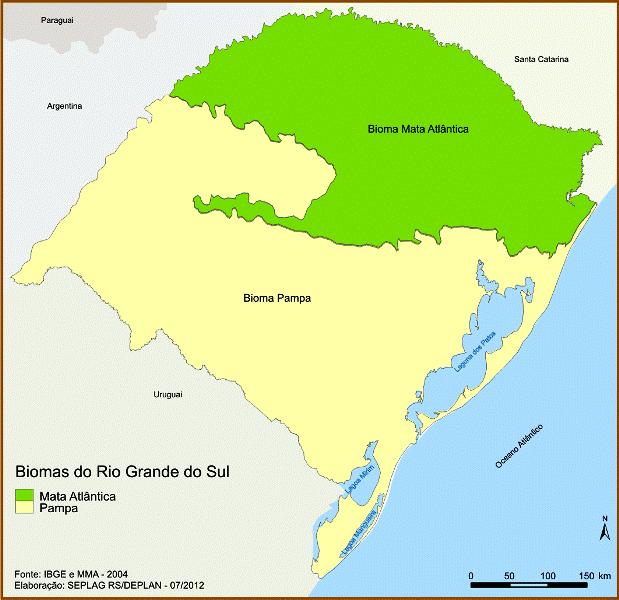 Paraguai
Santa Catarina
Argentina
Bioma Mata Atlântica
Bioma Pampa
Laguna dos Patos
Uruguai
Oceano Atlântico
Lagoa Mirim
Lagoa Mangueira
Biomas do Rio Grande do Sul
Mata Atlântica
Pampa
Fonte: IBGE e MMA - 2004
Elaboração: SEPLAG RS/DEPLAN - 07/2012
N
0 50 100 150 km